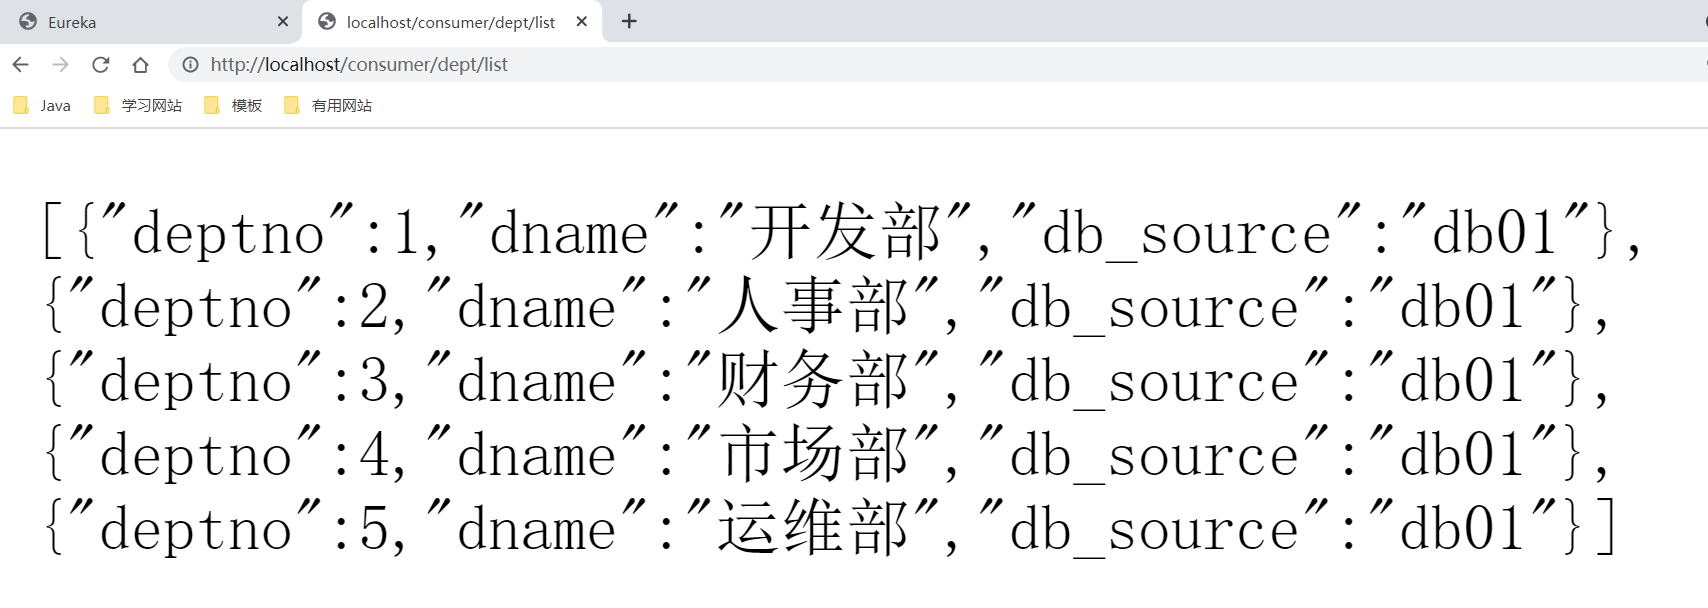 Eureka
localhost/consumer/dept/list
http://localhost/consumer/dept/list
Java 学习网站 模板 有用网站
[{"deptno":1,"dname":"开发部","db_source":"db01"},
{"deptno":2,"dname":"人事部","db_source":"db01"},
{"deptno":3,"dname":"财务部","db_source":"db01"},
{"deptno":4,"dname":"市场部","db_source":"db01"},
{"deptno":5,"dname":"运维部","db_source":"db01"}]